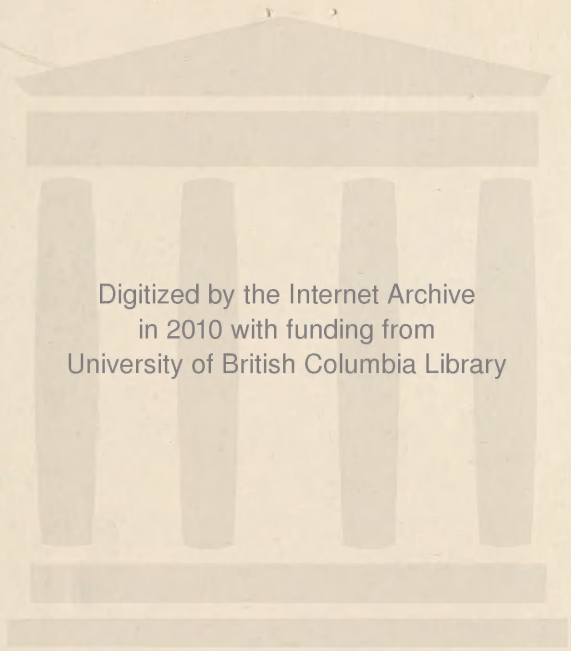 Digitized by the Internet Archive
in 2010 with funding from
University of British Columbia Library